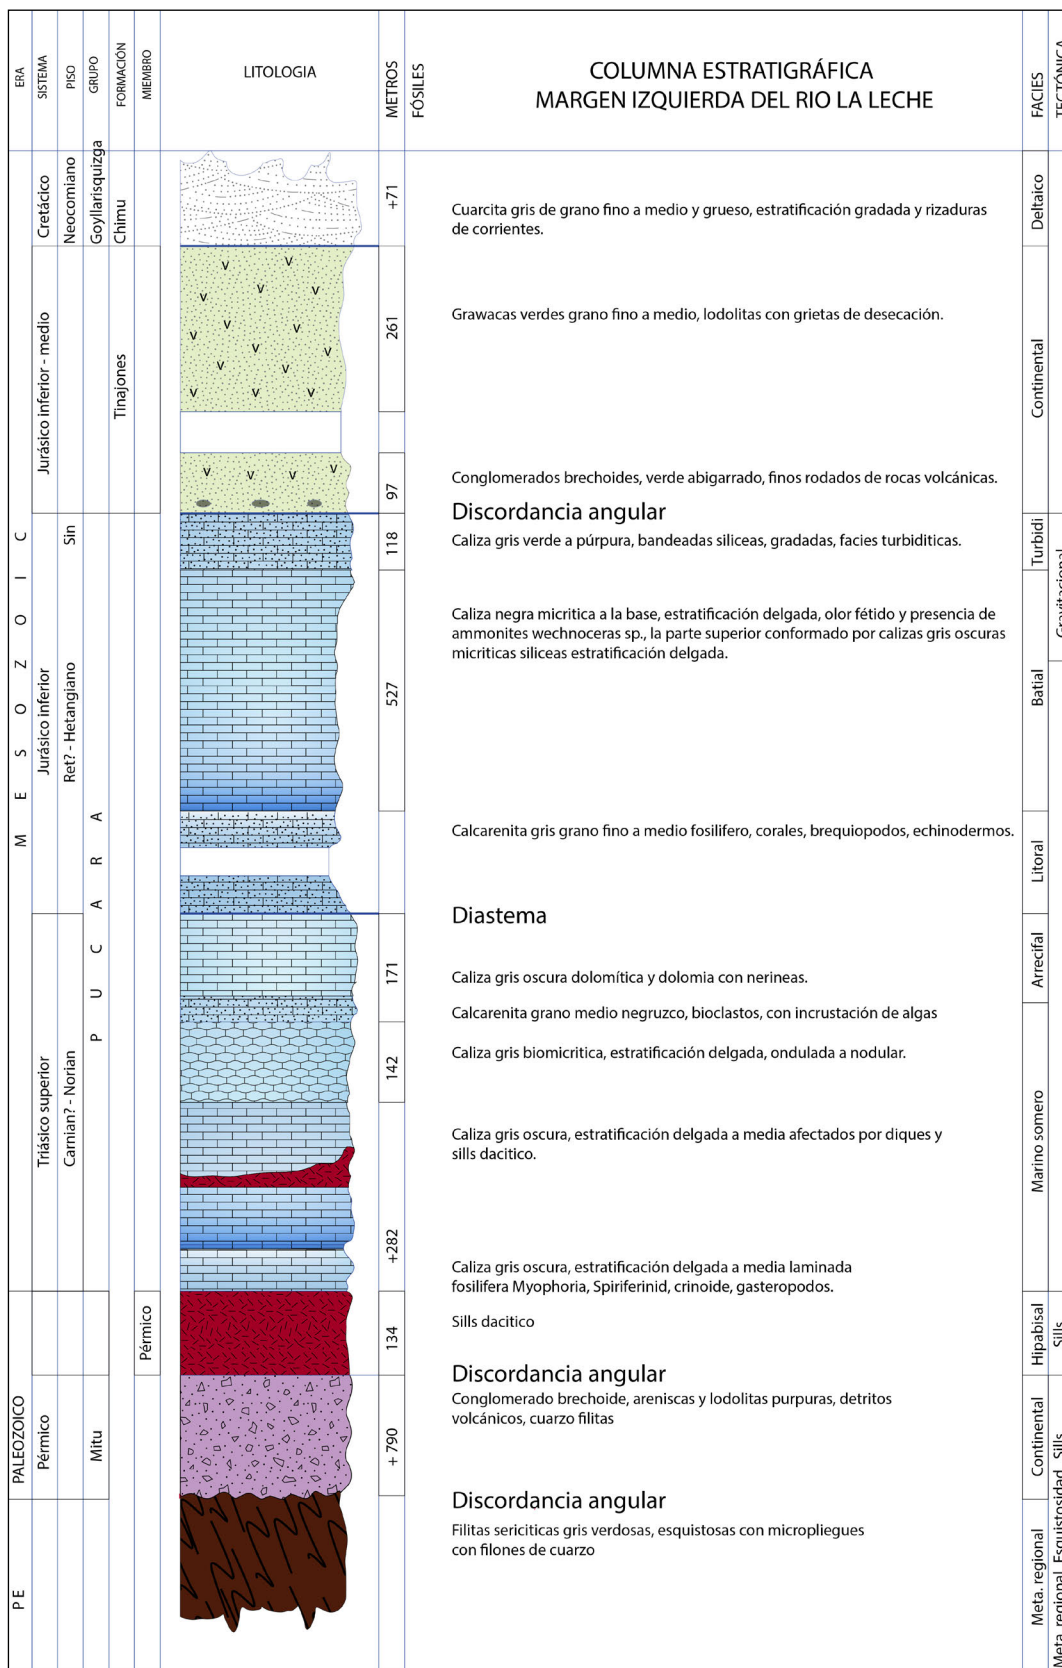 ERA
SISTEMA
PISO
GRUPO
FORMACIÓN
MIEMBRO
LITOLOGIA
METROS
FÓSILES
COLUMNA ESTRATIGRÁFICA
MARGEN IZQUIERDA DEL RIO LA LECHE
FACIES
TECTÓNICA
Cretácico
Neocomiano
Goyllarisquizga
Chimu
+71
Cuarcita gris de grano fino a medio y grueso, estratificación gradada y rizaduras
de corrientes.
Deltaico
Jurásico inferior - medio
Tinajones
V V V V V V V V V V V V V V V
261
Grawacas verdes grano fino a medio, lodolitas con grietas de desecación.
Continental
V V V V
97
Conglomerados brechoides, verde abigarrado, finos rodados de rocas volcánicas.
Discordancia angular
MESOZOIC
Jurásico inferior
Sin
118
Caliza gris verde a púrpura, bandeadas siliceas, gradadas, facies turbiditicas.
Turbidi
Gravitacional
Ret? - Hetangiano
PUCARA
527
Caliza negra micritica a la base, estratificación delgada, olor fétido y presencia de
ammonites wechnoceras sp., la parte superior conformado por calizas gris oscuras
micriticas siliceas estratificación delgada.
Batial
Calcarenita gris grano fino a medio fosilifero, corales, brequiopodos, echinodermos.
Litoral
Diastema
Triásico superior
Carnian? - Norian
171
Caliza gris oscura dolomítica y dolomia con nerineas.
Arrecifal
Calcarenita grano medio negruzco, bioclastos, con incrustación de algas
142
Caliza gris biomicritica, estratificación delgada, ondulada a nodular.
Marino somero
Caliza gris oscura, estratificación delgada a media afectados por diques y
sills dacitico.
+282
Caliza gris oscura, estratificación delgada a media laminada
fosilifera Myophoria, Spiriferinid, crinoide, gasteropodos.
Pérmico
134
Sills dacitico
Hipabisal
Sills
Discordancia angular
PALEOZOICO
Pérmico
Mitu
+790
Conglomerado brechoide, areniscas y lodolitas purpuras, detritos
volcánicos, cuarzo filitas
Continental
Discordancia angular
PE
Filitas sericiticas gris verdosas, esquistosas con micropliegues
con filones de cuarzo
Meta. regional
Meta. regional Esquistosidad Sills